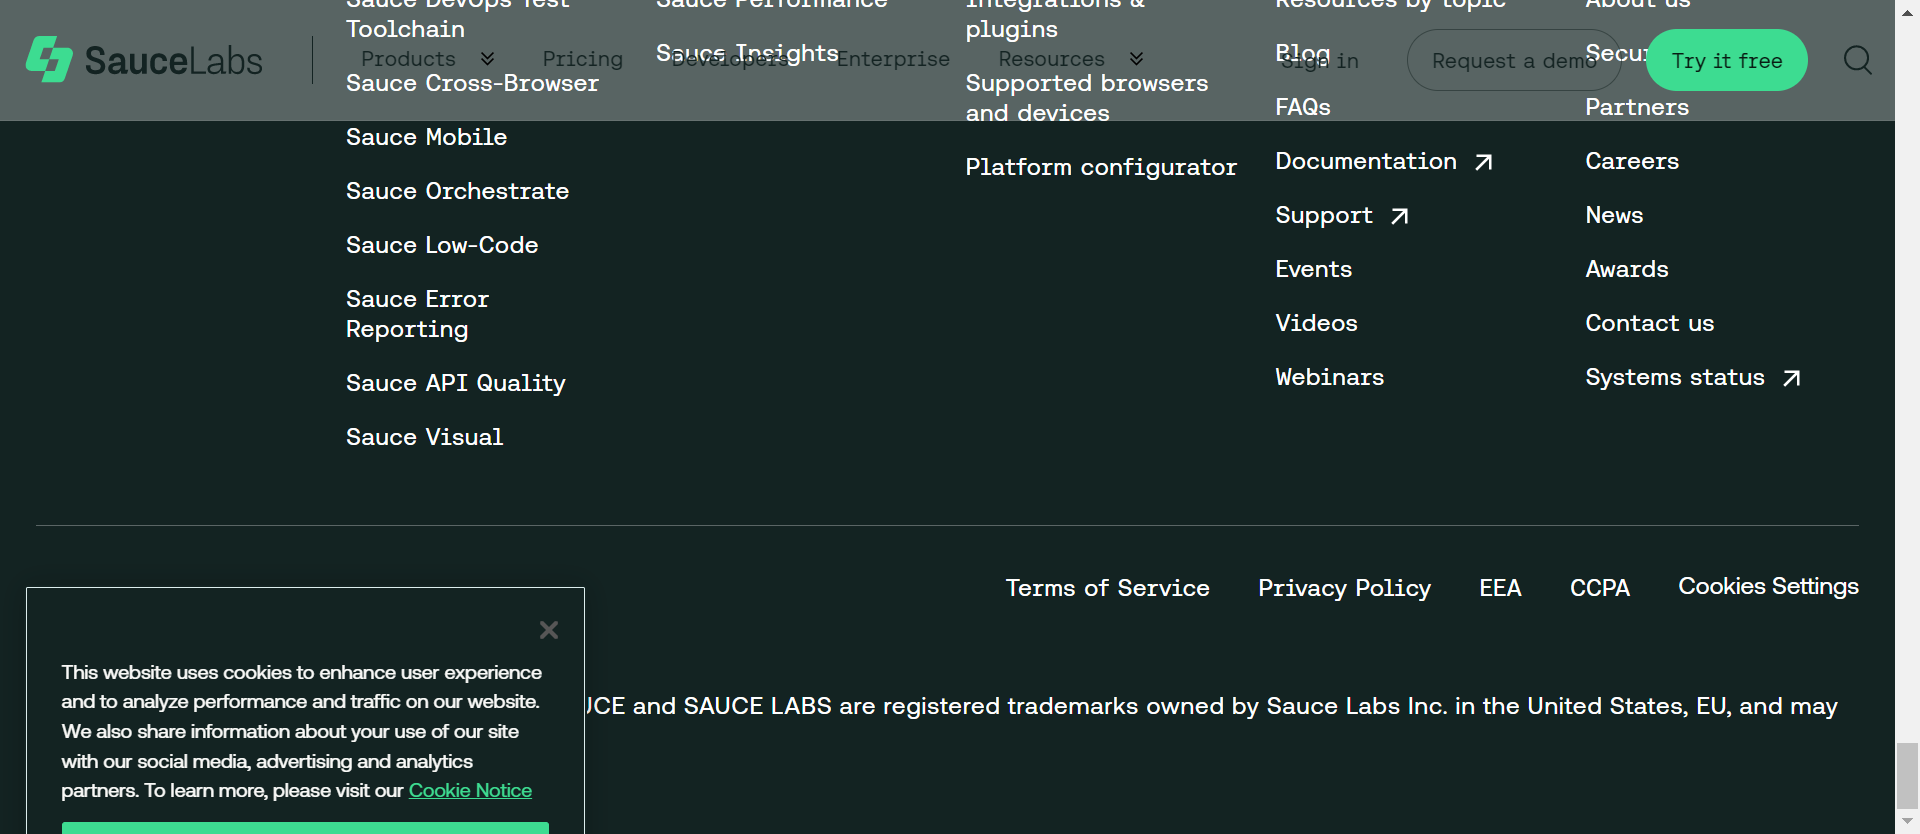 SauceLabs
Products
Pricing
Developers
Enterprise
Resources
Sign in
Request a demo
Try it free
Sauce DevOps Test
Toolchain
Sauce Cross-Browser
Sauce Mobile
Sauce Orchestrate
Sauce Low-Code
Sauce Error
Reporting
Sauce API Quality
Sauce Visual
Sauce Performance
Sauce Insights
Integrations &
plugins
Supported browsers
and devices
Platform configurator
Resources by topic
Blog
FAQs
Documentation
Support
Events
Videos
Webinars
About us
Partners
Careers
News
Awards
Contact us
Systems status
Terms of Service
Privacy Policy
EEA
CCPA
Cookies Settings
This website uses cookies to enhance user experience
and to analyze performance and traffic on our website.
We also share information about your use of our site
with our social media, advertising and analytics
partners. To learn more, please visit our Cookie Notice
and SAUCE LABS are registered trademarks owned by Sauce Labs Inc. in the United States, EU, and may